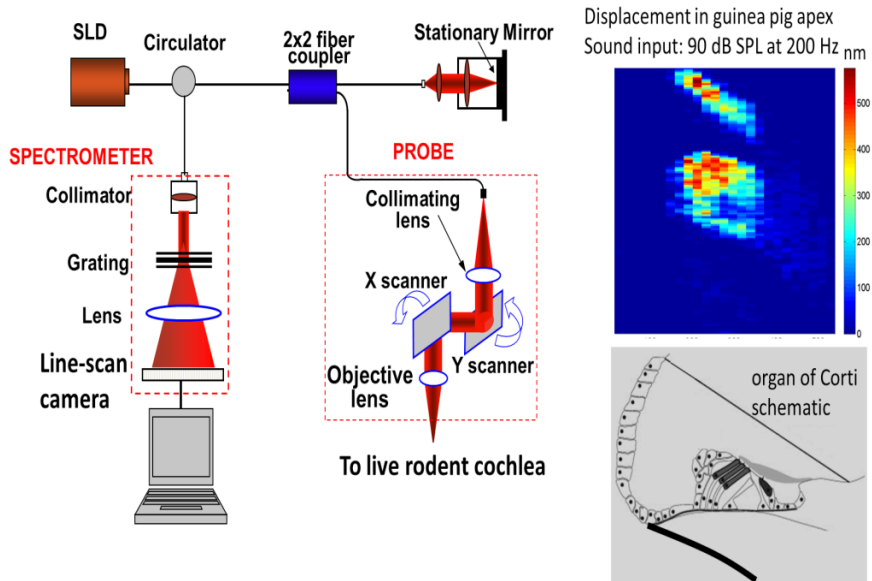 SLD
Circulator
2x2 fiber
coupler
Stationary Mirror
SPECTROMETER
Collimator
Grating
Lens
Line-scan
camera
PROBE
Collimating
lens
X scanner
Y scanner
Objective
lens
To live rodent cochlea
Displacement in guinea pig apex
Sound input: 90 dB SPL at 200 Hz
nm
500
400
300
200
100
0
organ of Corti
schematic